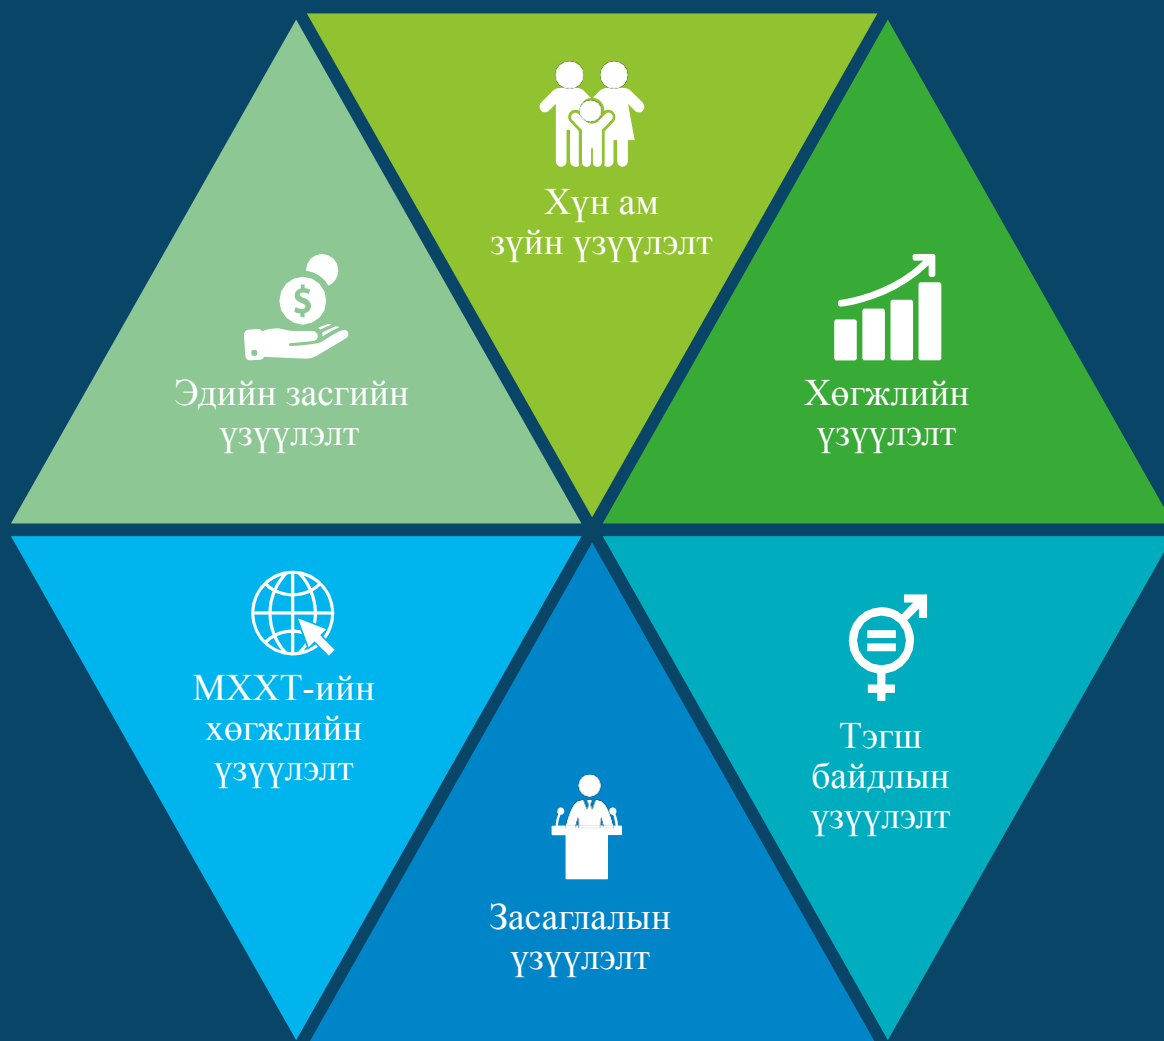 Хүн ам
зүйн үзүүлэлт
Эдийн засгийн
үзүүлэлт
Хөгжлийн
үзүүлэлт
МХХТ-ийн
хөгжлийн
үзүүлэлт
Тэгш
байдлын
үзүүлэлт
Засаглалын
үзүүлэлт